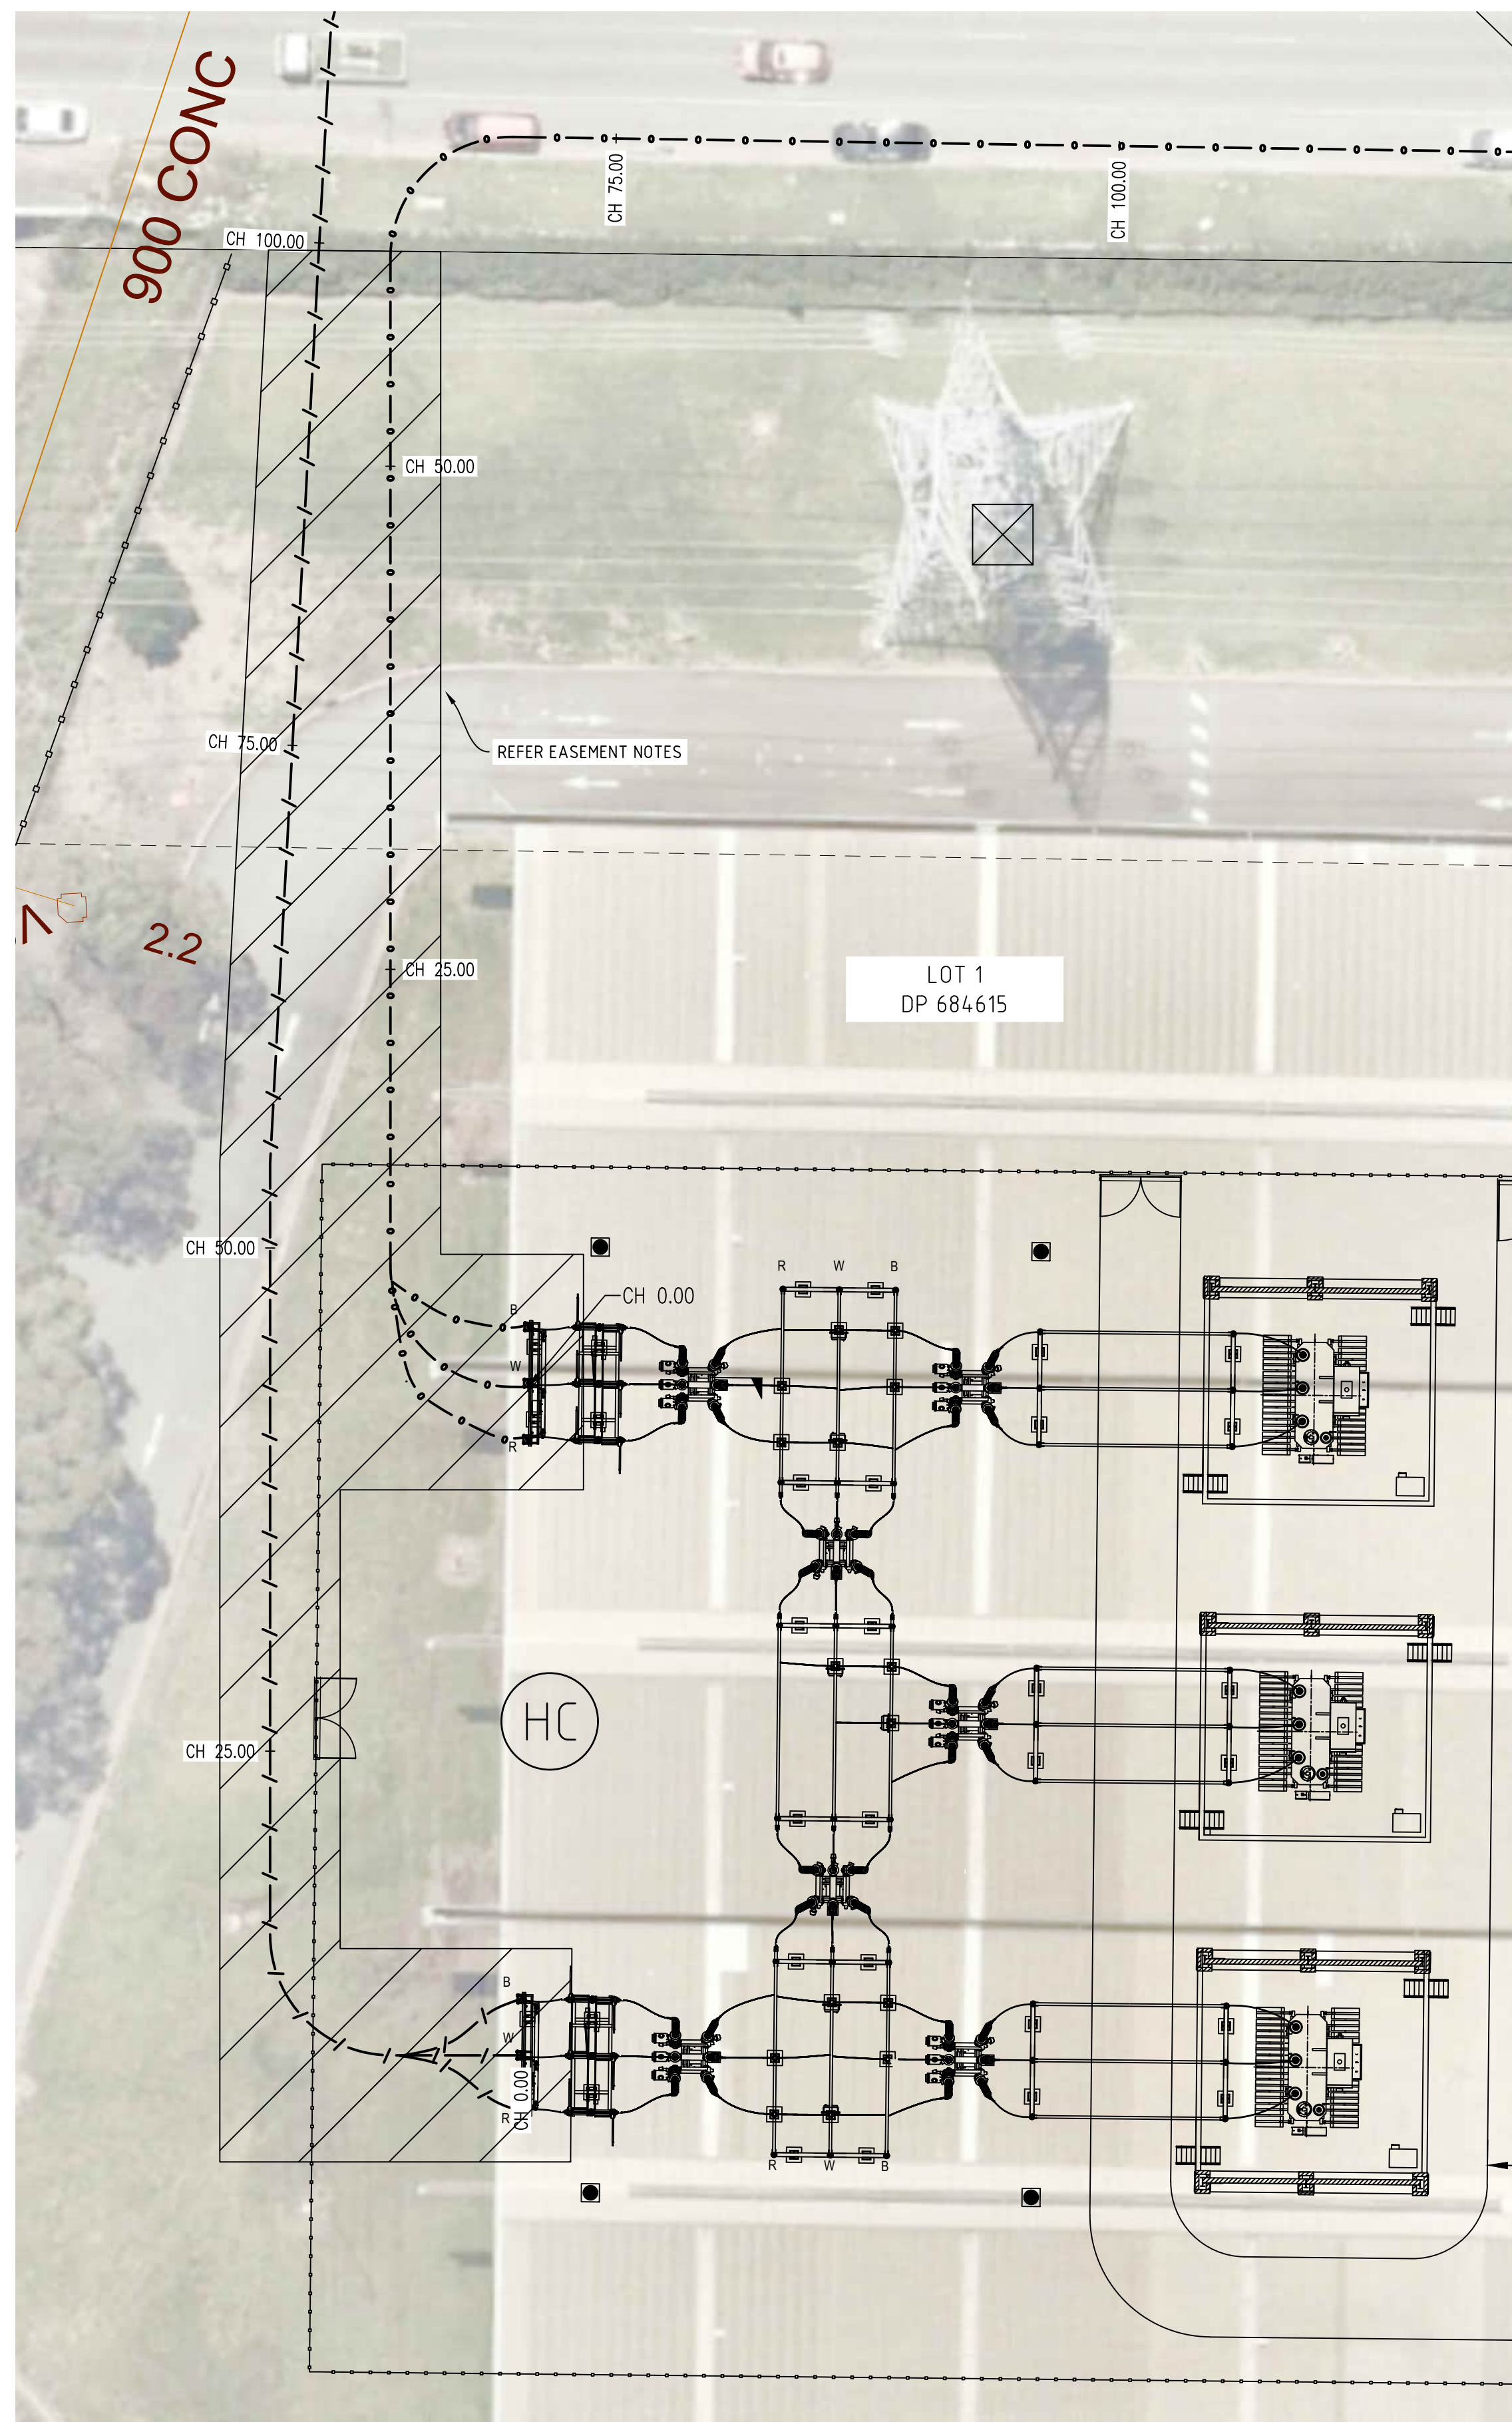 900 CONC
CH 75.00
CH 100.00
CH 100.00
CH 50.00
REFER EASEMENT NOTES
CH 75.00
2.2
CH 25.00
LOT 1
DP 684615
CH 50.00
R W B
CH 0.00
B
W
R
HC
CH 25.00
B
W
R
CH 0.00
R W B